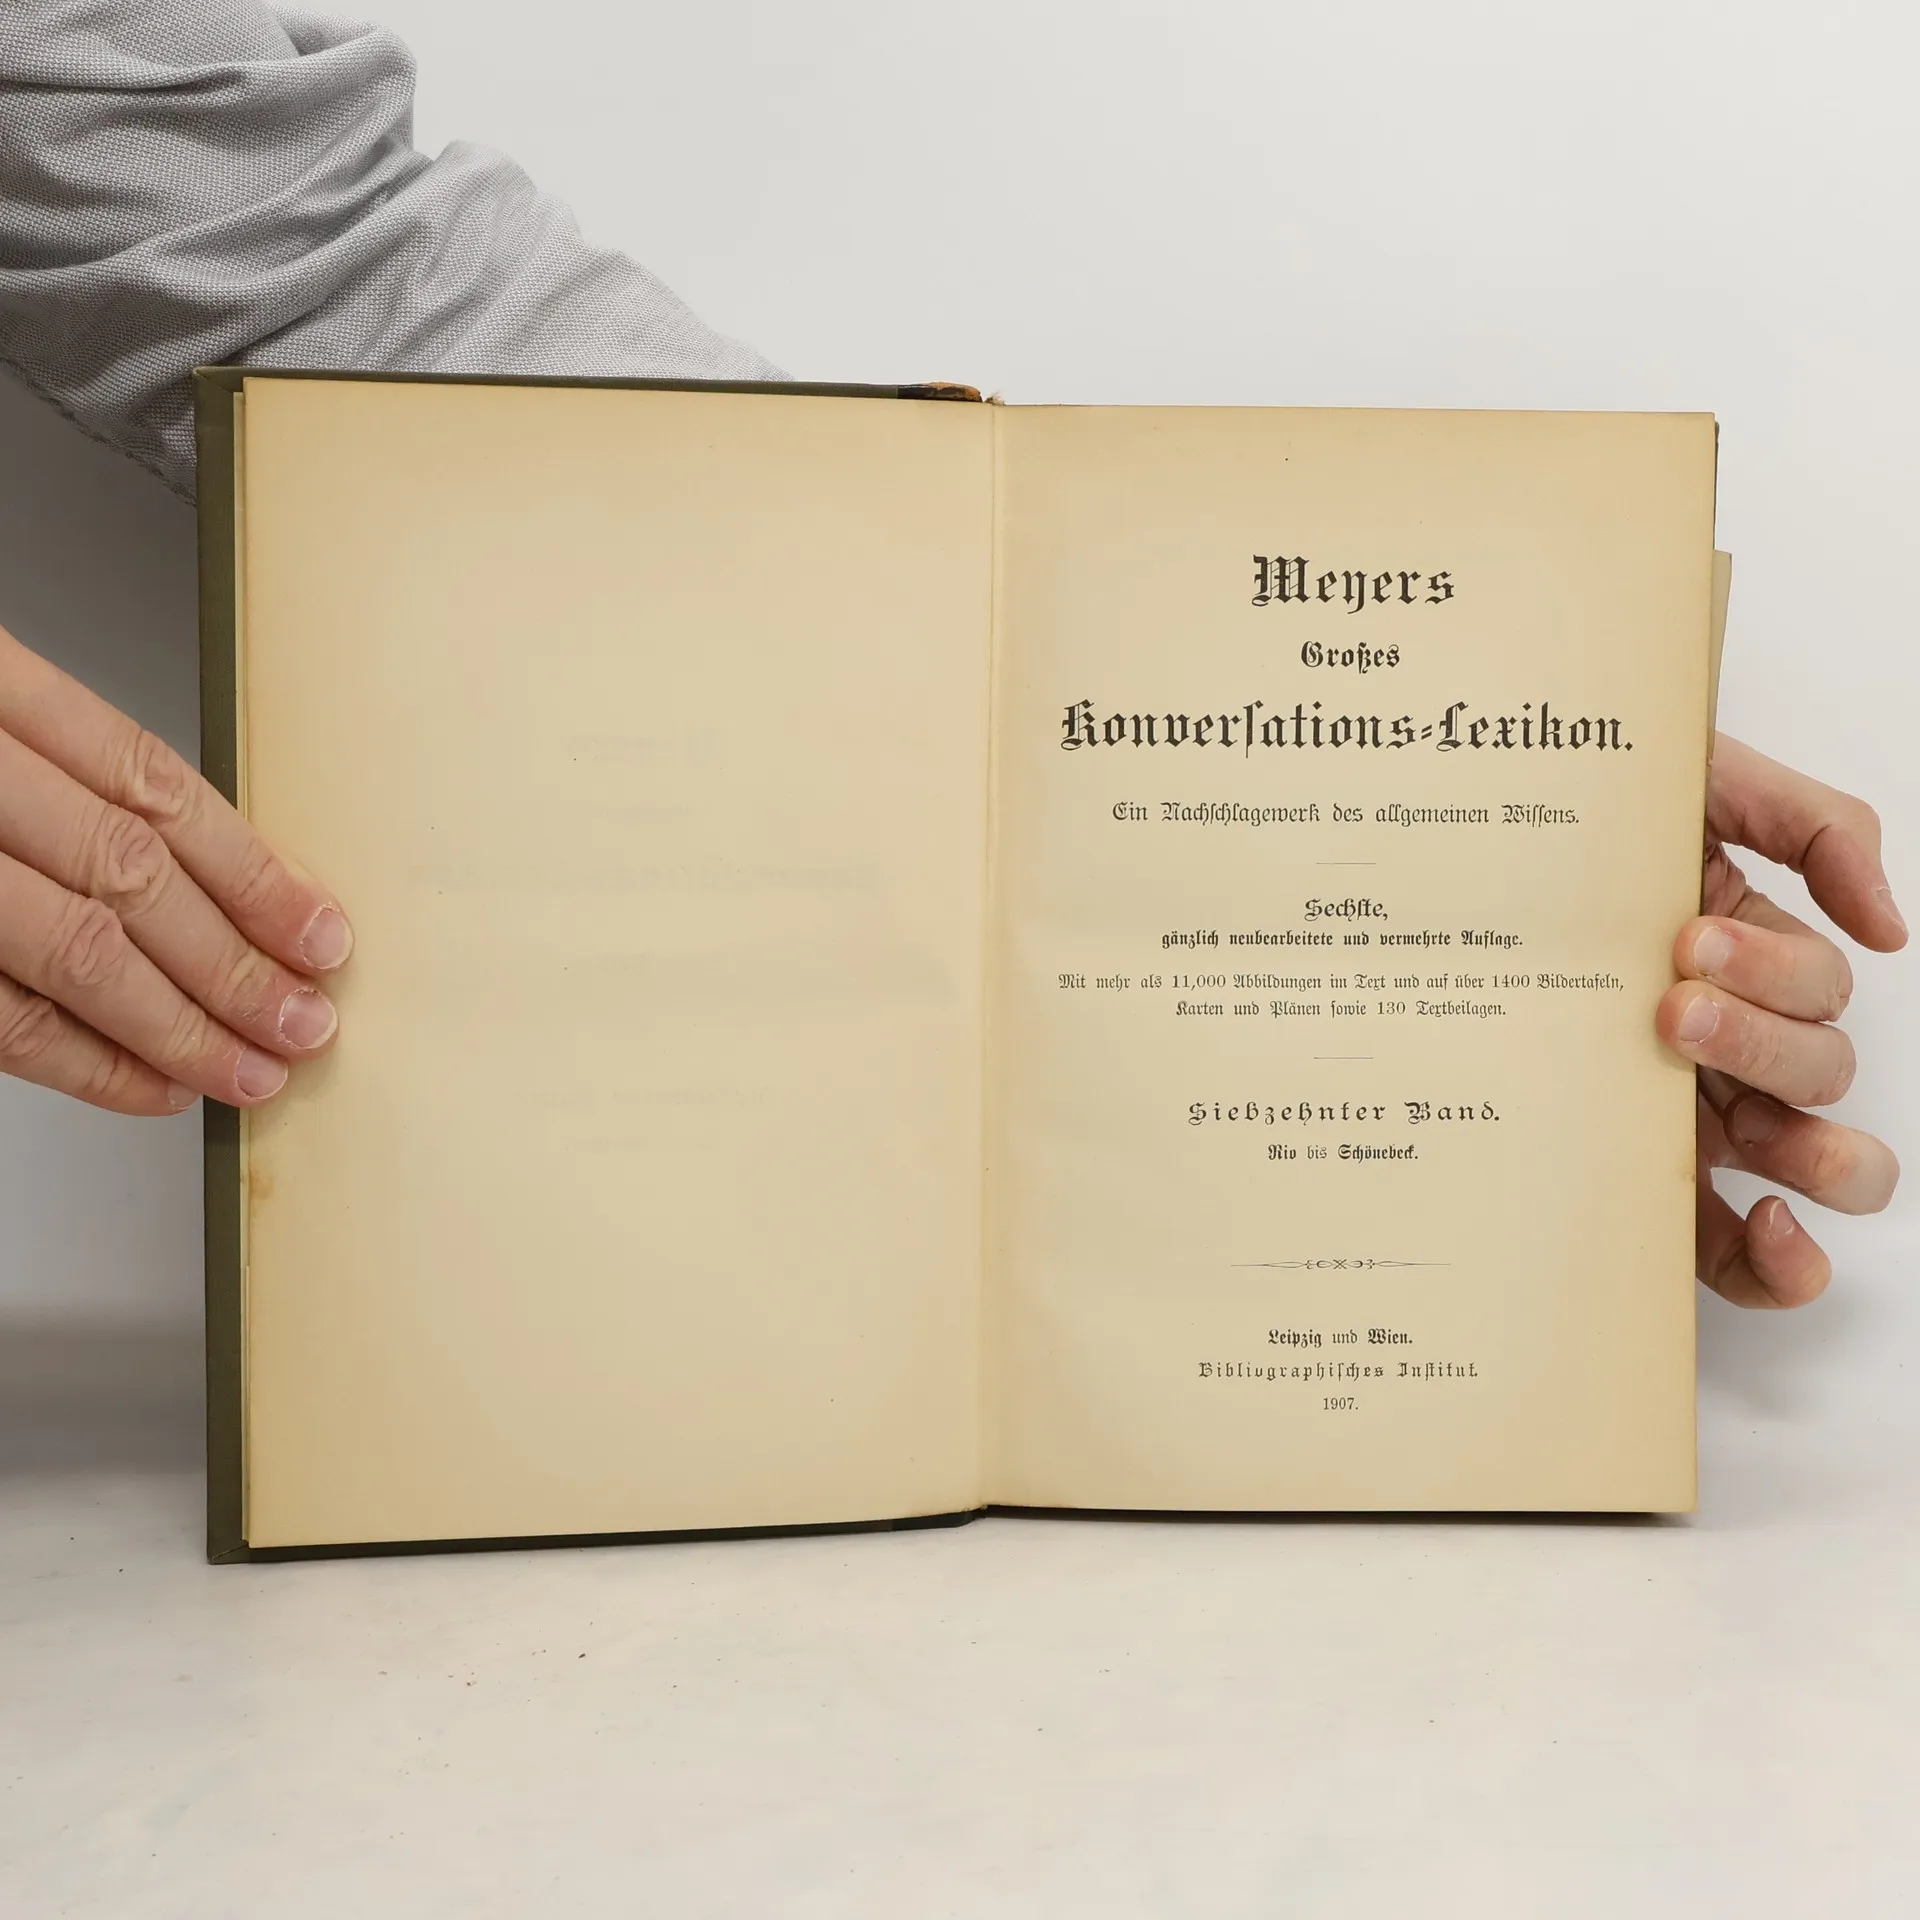 Meyers
Großes
Konverſations-Lexikon.
Ein Nachſchlagewerk des allgemeinen Wiſſens.
Sechſte,
gänzlich neubearbeitete und vermehrte Auflage.
Mit mehr als 11,000 Abbildungen im Text und auf über 1400 Bildertafeln,
Karten und Plänen ſowie 130 Textbeilagen.
Siebzehnter Band.
Rio bis Schönebeck.
Leipzig und Wien.
Bibliographiſches Inſtitut.
1907.